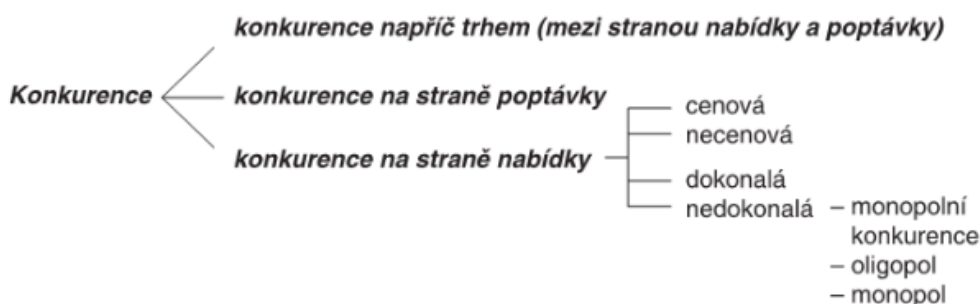 konkurence napříč trhem (mezi stranou nabídky a poptávky)
Konkurence
konkurence na straně poptávky
konkurence na straně nabídky
cenová
necenová
dokonalá
nedokonalá
– monopolní
konkurence
– oligopol
– monopol